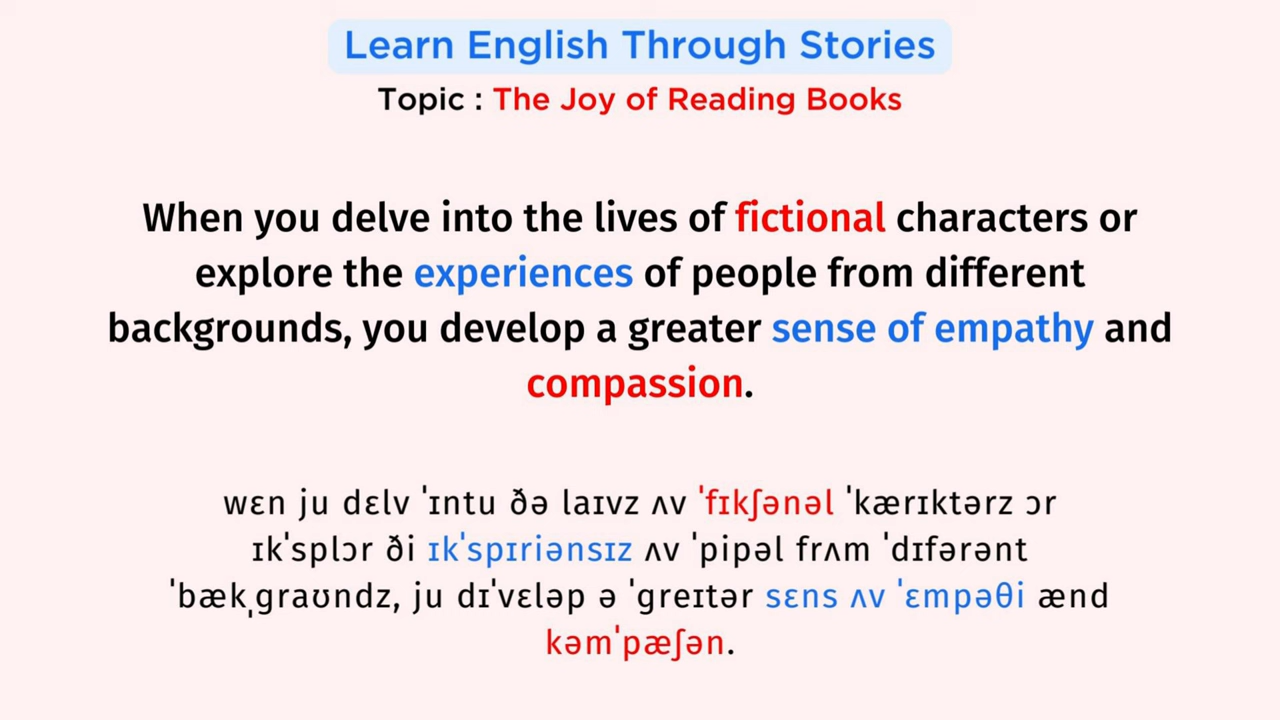 Learn English Through Stories
Topic : The Joy of Reading Books
When you delve into the lives of fictional characters or
explore the experiences of people from different
backgrounds, you develop a greater sense of empathy and
compassion.
wɛn ju dɛlv ˈɪntu ðə laɪvz ʌv ˈfɪkʃənəl ˈkærɪktərz ɔr
ɪkˈsplɔr ði ɪkˈspɪriənsɪz ʌv ˈpipəl frʌm ˈdɪfərənt
ˈbækˌgraʊndz, ju dɪˈvɛləp ə ˈgreɪtər sɛns ʌv ˈɛmpəθi ænd
kəmˈpæʃən.